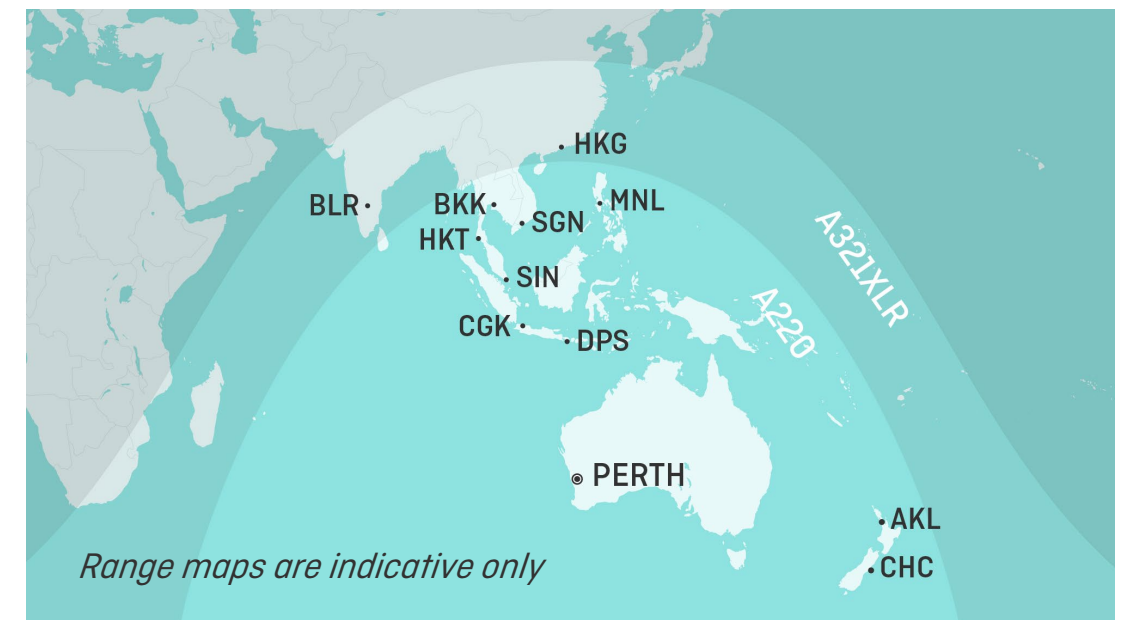 HKG
BLR
BKK
MNL
SGN
HKT
SIN
CGK
DPS
A321XLR
A220
PERTH
AKL
CHC
Range maps are indicative only